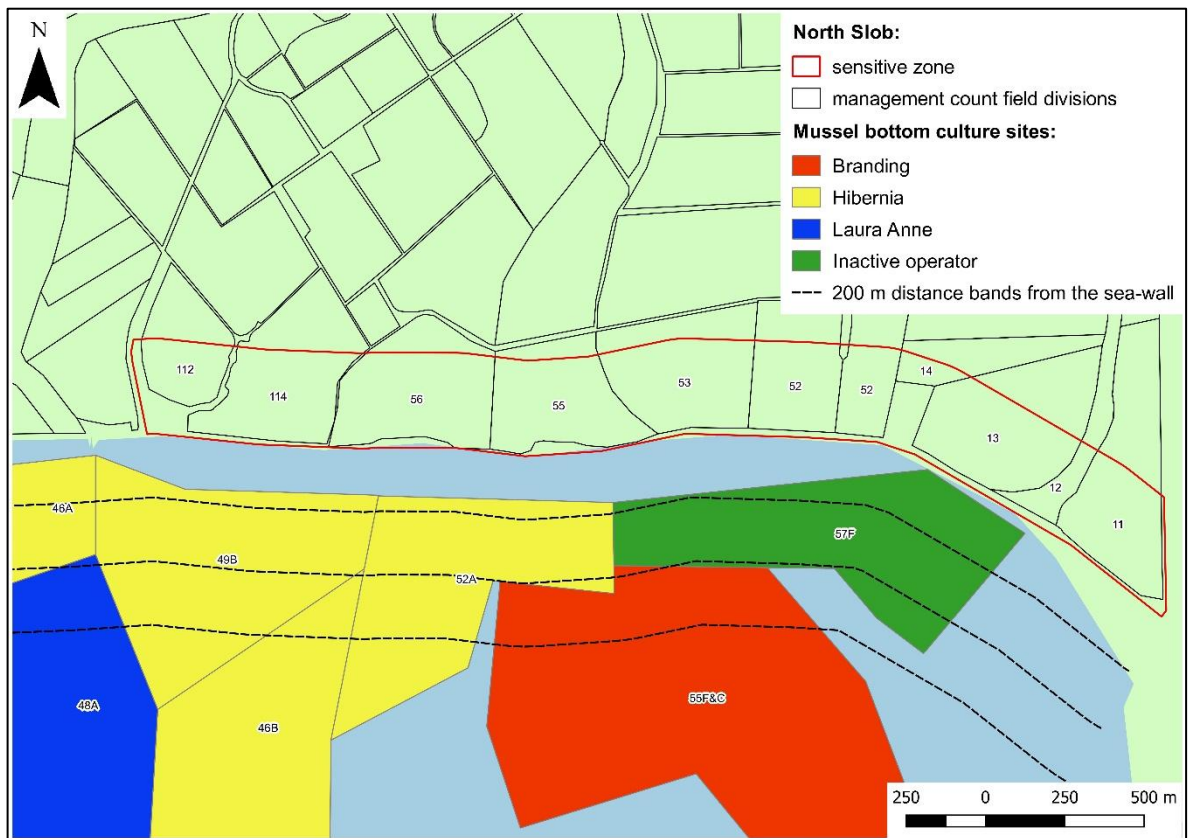 N
North Slob:
sensitive zone
management count field divisions
Mussel bottom culture sites:
Branding
Hibernia
Laura Anne
Inactive operator
200 m distance bands from the sea-wall
112
114
56
55
53
52
52
14
13
12
11
46A
49B
52A
57F
48A
46B
55F&C
250 0 250 500 m